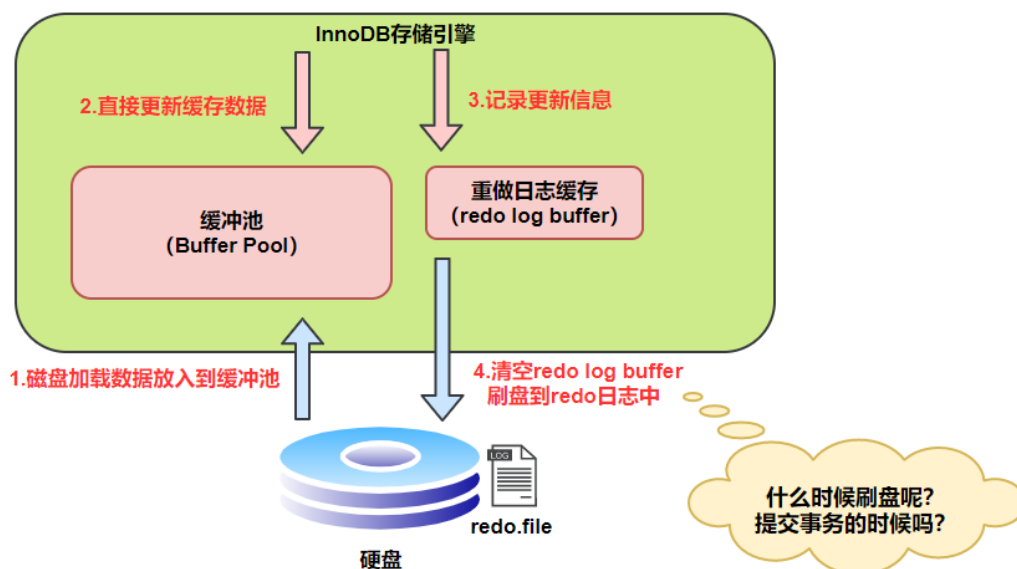 InnoDB存储引擎
2.直接更新缓存数据
3.记录更新信息
缓冲池
（Buffer Pool）
重做日志缓存
（redo log buffer）
1.磁盘加载数据放入到缓冲池
4.清空redo log buffer
刷盘到redo日志中
LOG
redo.file
硬盘
什么时候刷盘呢？
提交事务的时候吗？